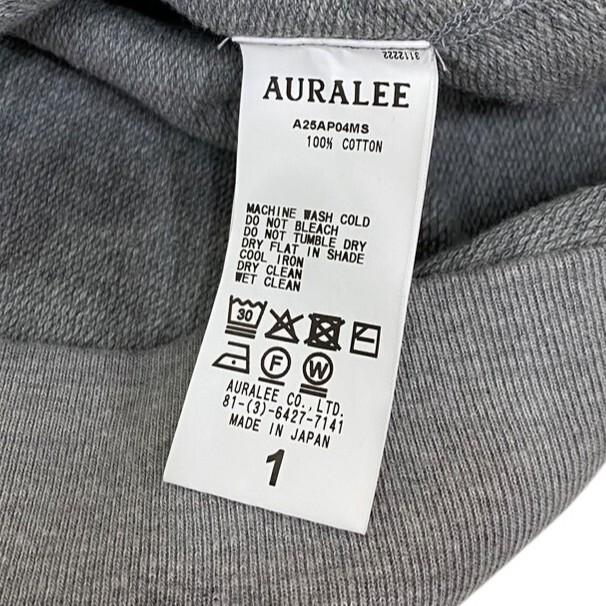 3112222
AURALEE
A25AP04MS
100% COTTON
MACHINE WASH COLD
DO NOT BLEACH
DO NOT TUMBLE DRY
DRY FLAT IN SHADE
COOL IRON
DRY CLEAN
WET CLEAN
30
F W
AURALEE CO.,LTD.
81-(3)-6427-7141
MADE IN JAPAN
1